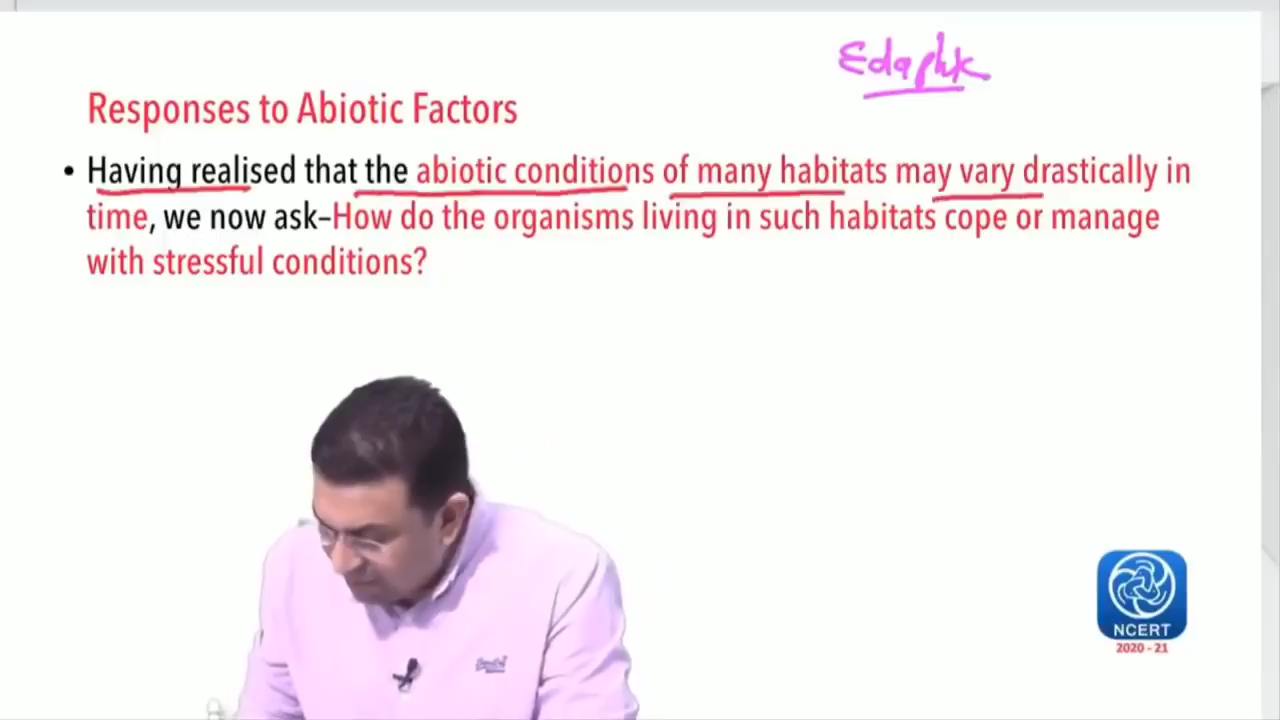 Edaphic
Responses to Abiotic Factors
• Having realised that the abiotic conditions of many habitats may vary drastically in
time, we now ask–How do the organisms living in such habitats cope or manage
with stressful conditions?
NCERT
2020 - 21